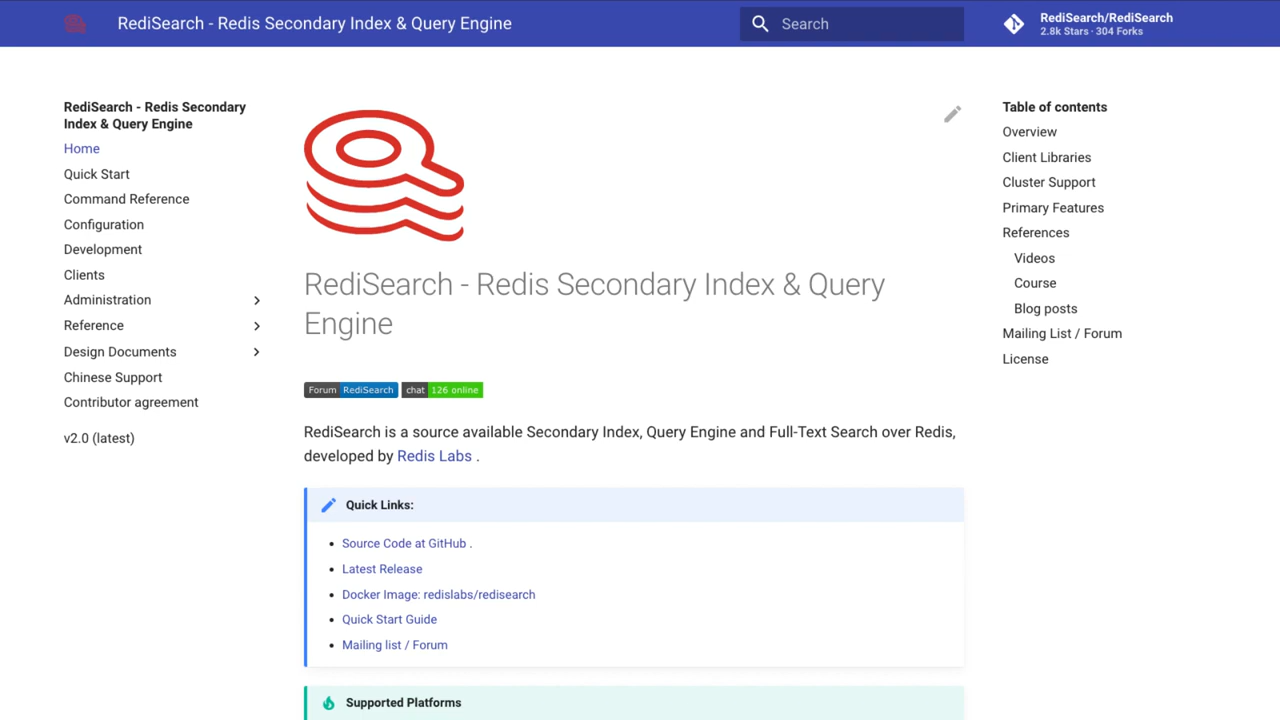 RediSearch - Redis Secondary Index & Query Engine
Search
RediSearch/RediSearch
2.8k Stars · 304 Forks
RediSearch - Redis Secondary
Index & Query Engine
Home
Quick Start
Command Reference
Configuration
Development
Clients
Administration
Reference
Design Documents
Chinese Support
Contributor agreement
v2.0 (latest)
RediSearch - Redis Secondary Index & Query
Engine
Forum RediSearch chat 126 online
RediSearch is a source available Secondary Index, Query Engine and Full-Text Search over Redis,
developed by Redis Labs .
Quick Links:
• Source Code at GitHub .
• Latest Release
• Docker Image: redislabs/redisearch
• Quick Start Guide
• Mailing list / Forum
Supported Platforms
Table of contents
Overview
Client Libraries
Cluster Support
Primary Features
References
Videos
Course
Blog posts
Mailing List / Forum
License